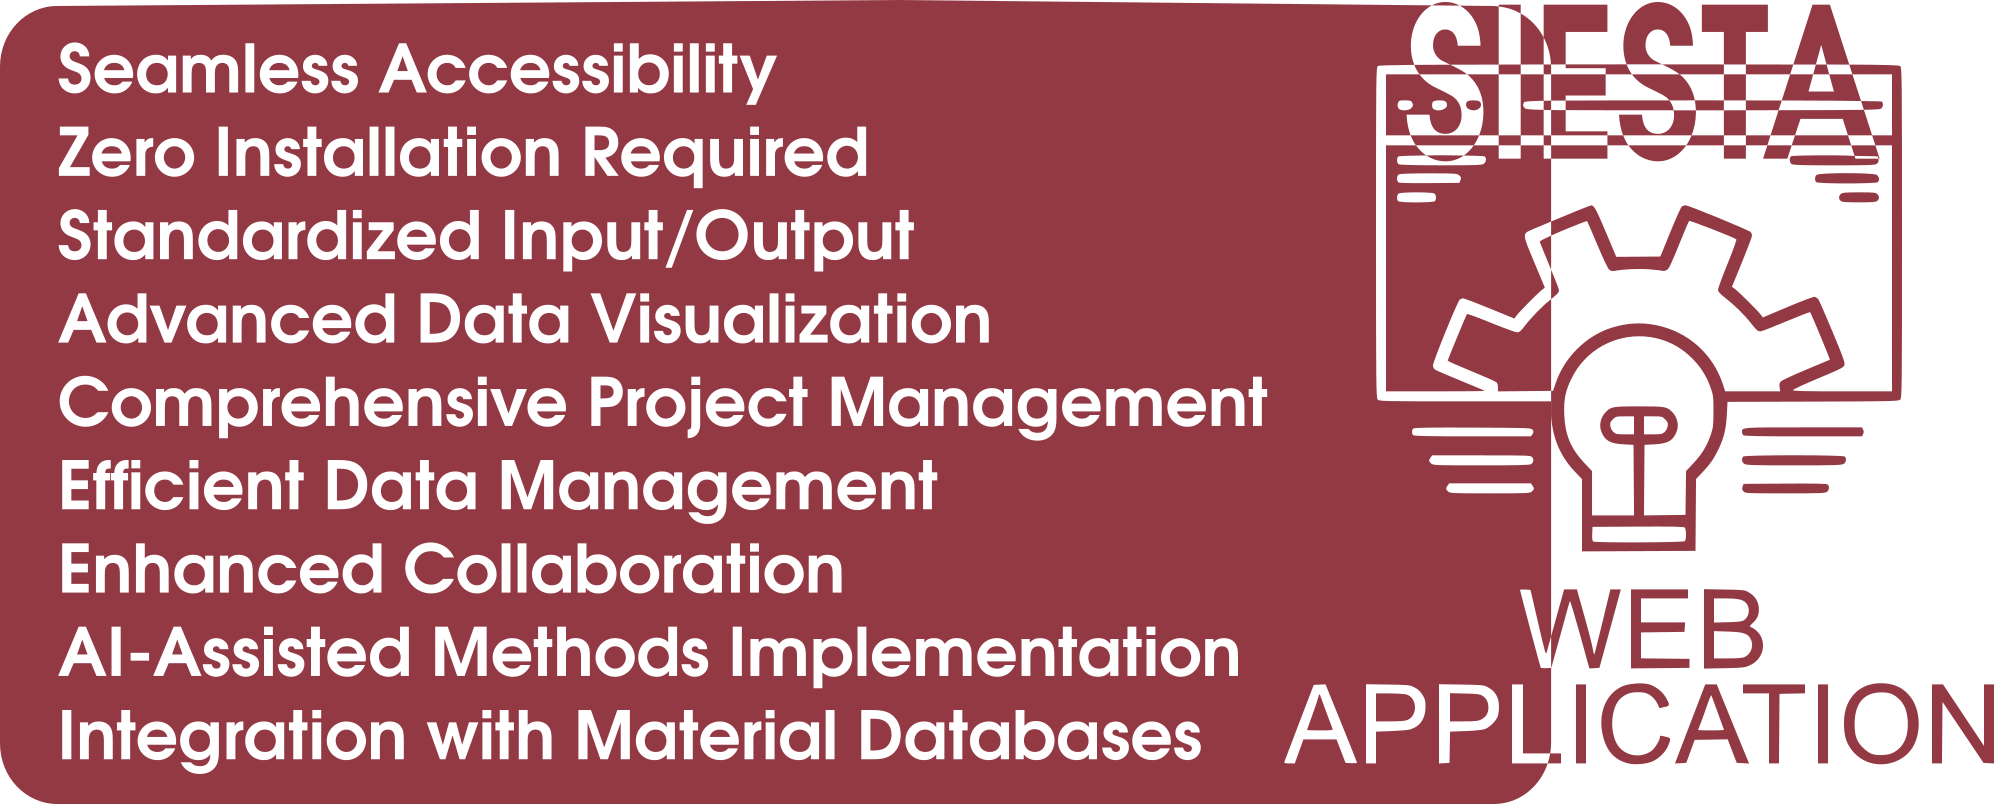 Seamless Accessibility
Zero Installation Required
Standardized Input/Output
Advanced Data Visualization
Comprehensive Project Management
Efficient Data Management
Enhanced Collaboration
AI-Assisted Methods Implementation
Integration with Material Databases
SIESTA
WEB
APPLICATION